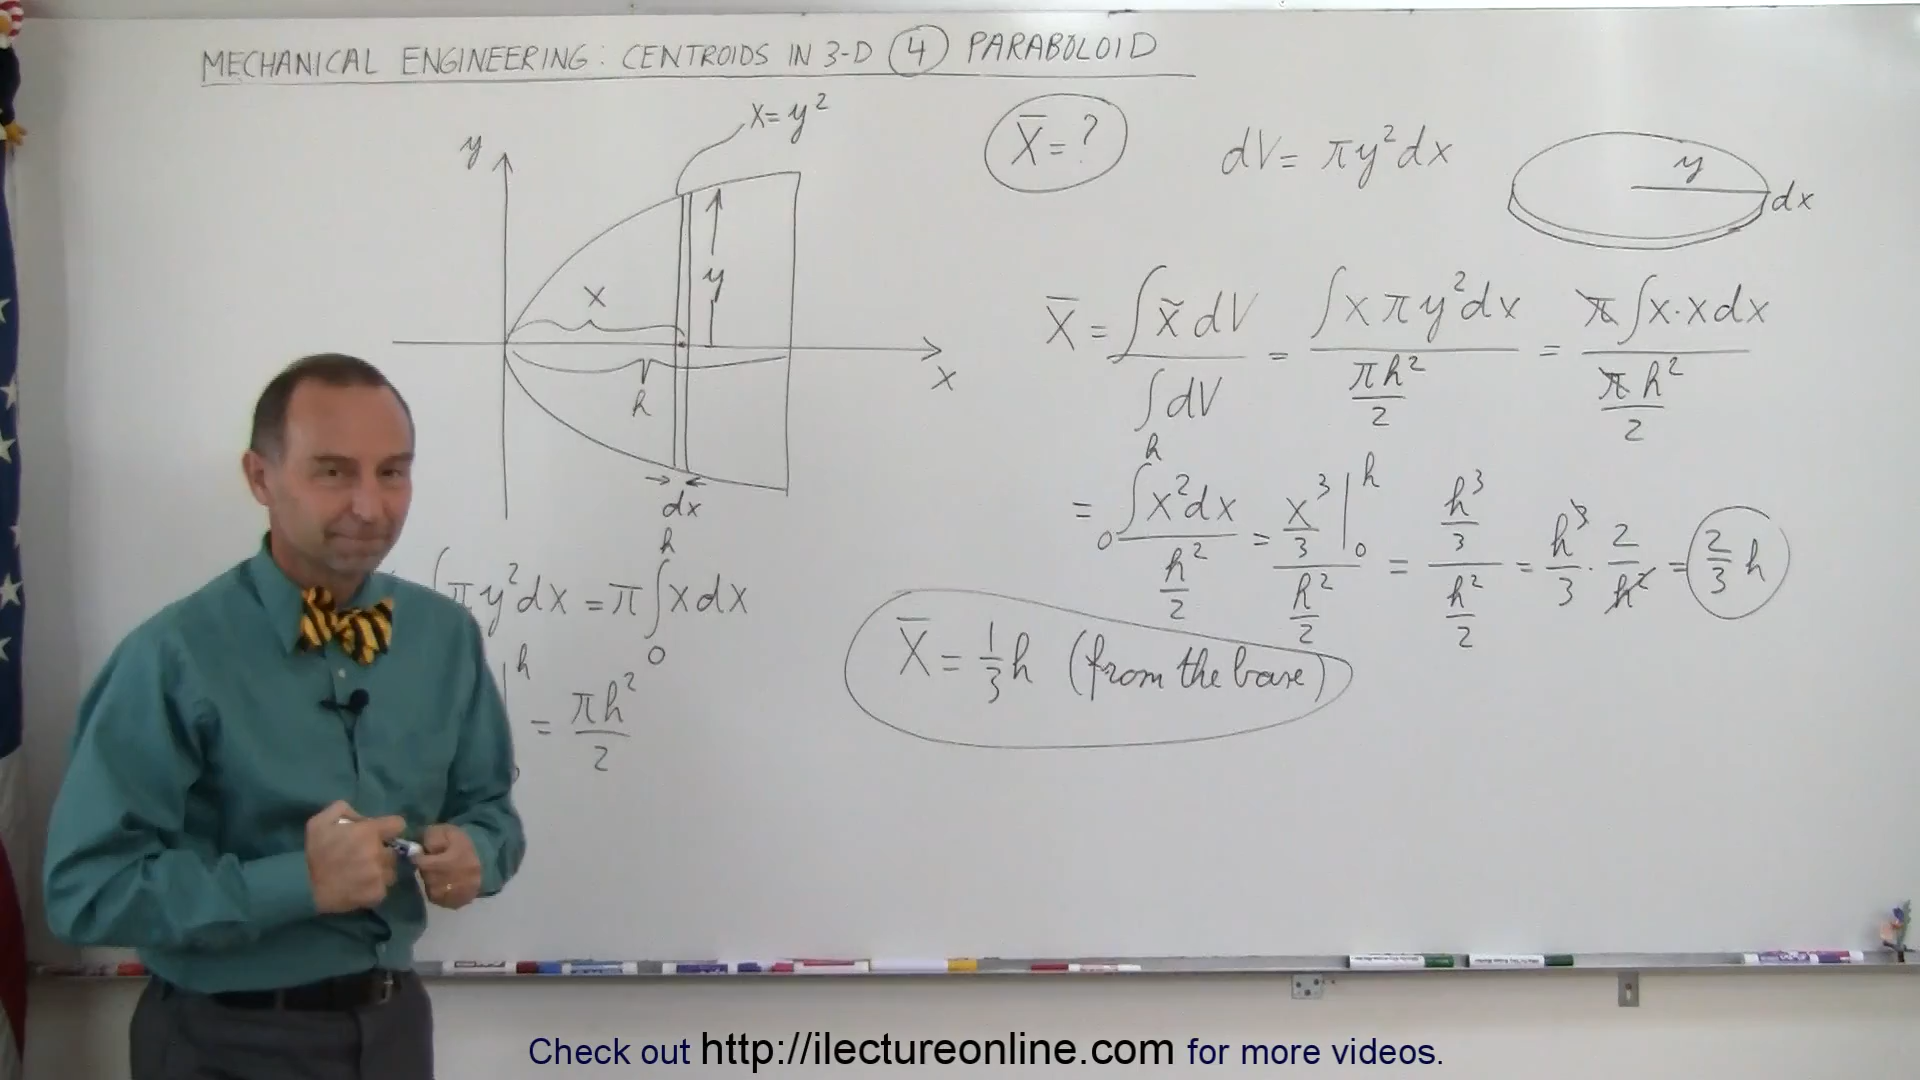 MECHANICAL ENGINEERING: CENTROIDS IN 3-D ④ PARABOLOID
x=y²
y
x
y
h
x
dx
X̄=?
dV= πy²dx
y
dx
X̄ = ∫x̃dV / ∫dV = ∫xπy²dx / (πh²/2) = π∫x·xdx / (πh²/2)
= ∫₀ʰ x²dx / (h²/2) = x³/3 |₀ʰ / (h²/2) = (h³/3) / (h²/2) = h³/3 · 2/h² = 2/3 h
∫πy²dx = π∫₀ʰ xdx
h
= πh²/2
X̄ = 1/3 h (from the base)
Check out http://ilectureonline.com for more videos.